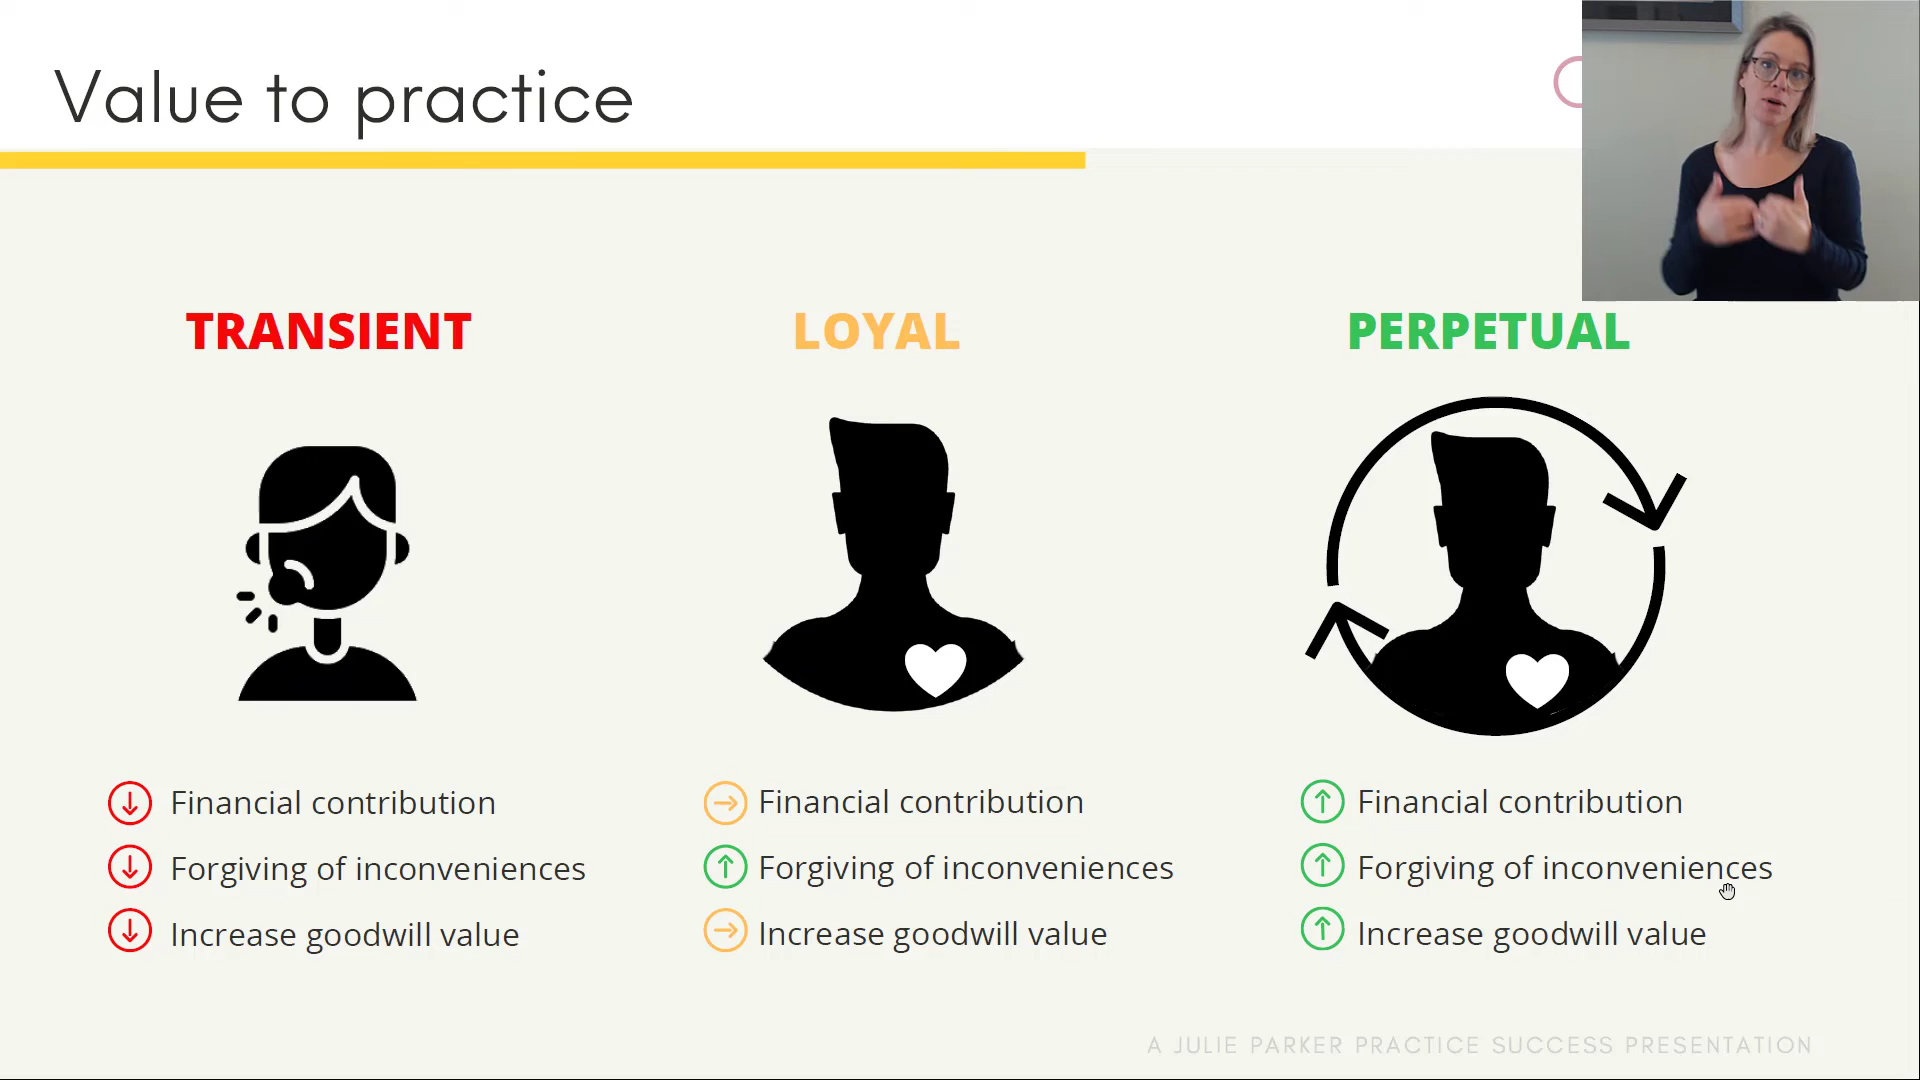 Value to practice
TRANSIENT
Financial contribution
Forgiving of inconveniences
Increase goodwill value
LOYAL
Financial contribution
Forgiving of inconveniences
Increase goodwill value
PERPETUAL
Financial contribution
Forgiving of inconveniences
Increase goodwill value
A JULIE PARKER PRACTICE SUCCESS PRESENTATION